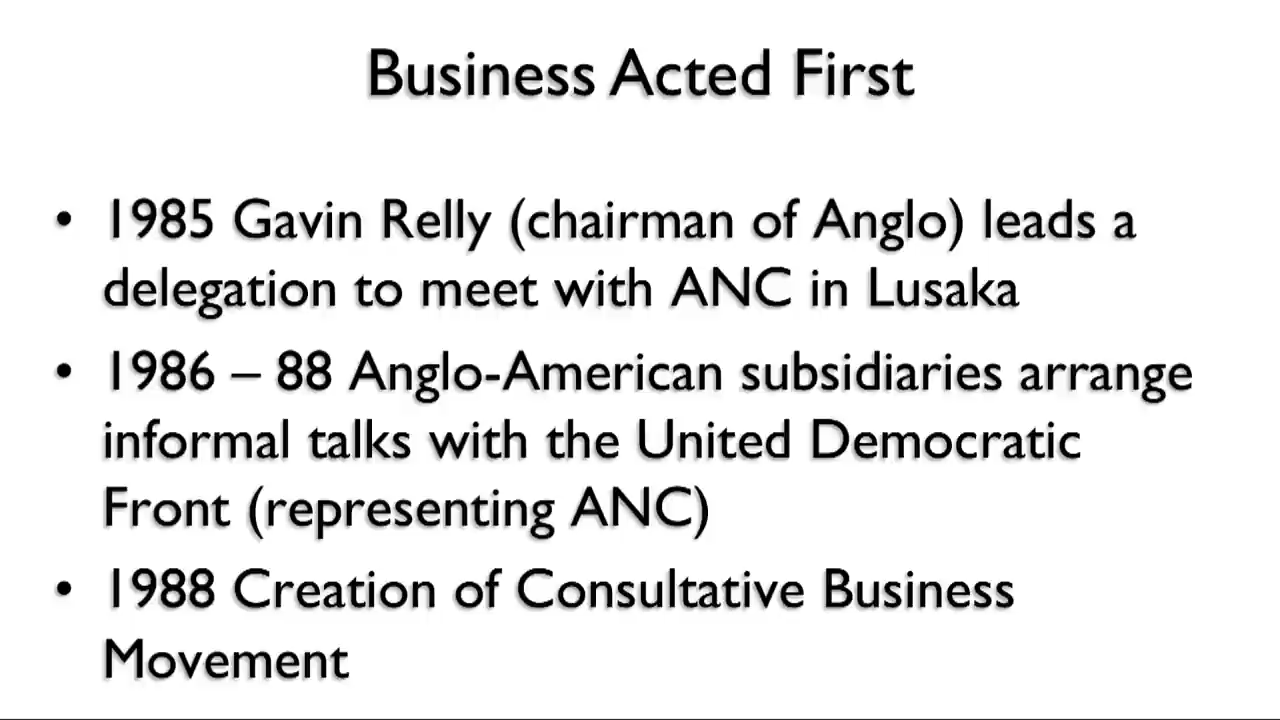 Business Acted First
• 1985 Gavin Relly (chairman of Anglo) leads a
delegation to meet with ANC in Lusaka
• 1986 – 88 Anglo-American subsidiaries arrange
informal talks with the United Democratic
Front (representing ANC)
• 1988 Creation of Consultative Business
Movement